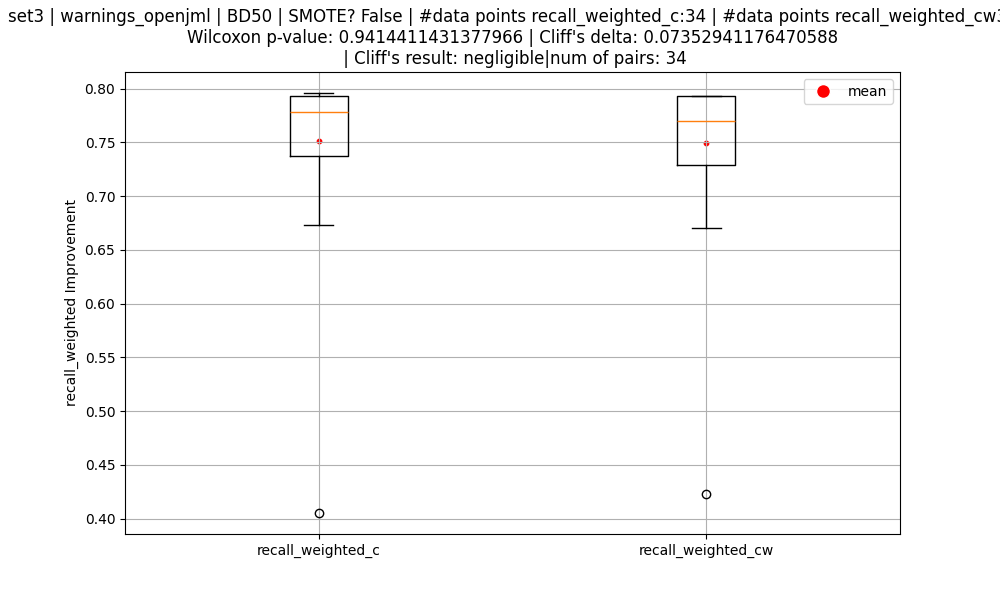 set3 | warnings_openjml | BD50 | SMOTE? False | #data points recall_weighted_c:34 | #data points recall_weighted_cw
Wilcoxon p-value: 0.9414411431377966 | Cliff's delta: 0.07352941176470588
| Cliff's result: negligible|num of pairs: 34
mean
0.80
0.75
0.70
0.65
0.60
0.55
0.50
0.45
0.40
recall_weighted Improvement
recall_weighted_c
recall_weighted_cw